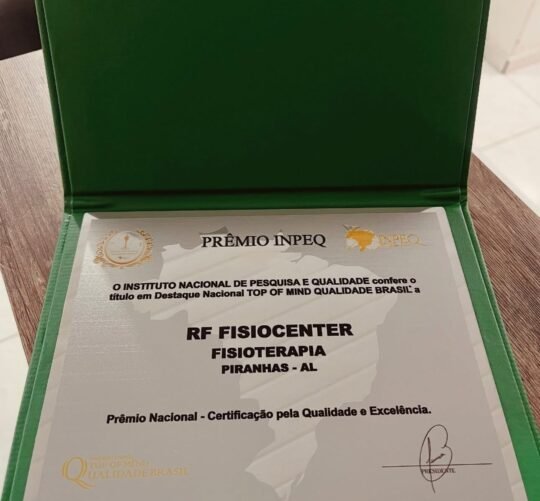 PRÊMIO INPEQ
INPEQ
O INSTITUTO NACIONAL DE PESQUISA E QUALIDADE confere o
título em Destaque Nacional TOP OF MIND QUALIDADE BRASIL" a
RF FISIOCENTER
FISIOTERAPIA
PIRANHAS - AL
Prêmio Nacional - Certificação pela Qualidade e Excelência.
TOP OF MIND
QUALIDADE BRASIL
PRESIDENTE